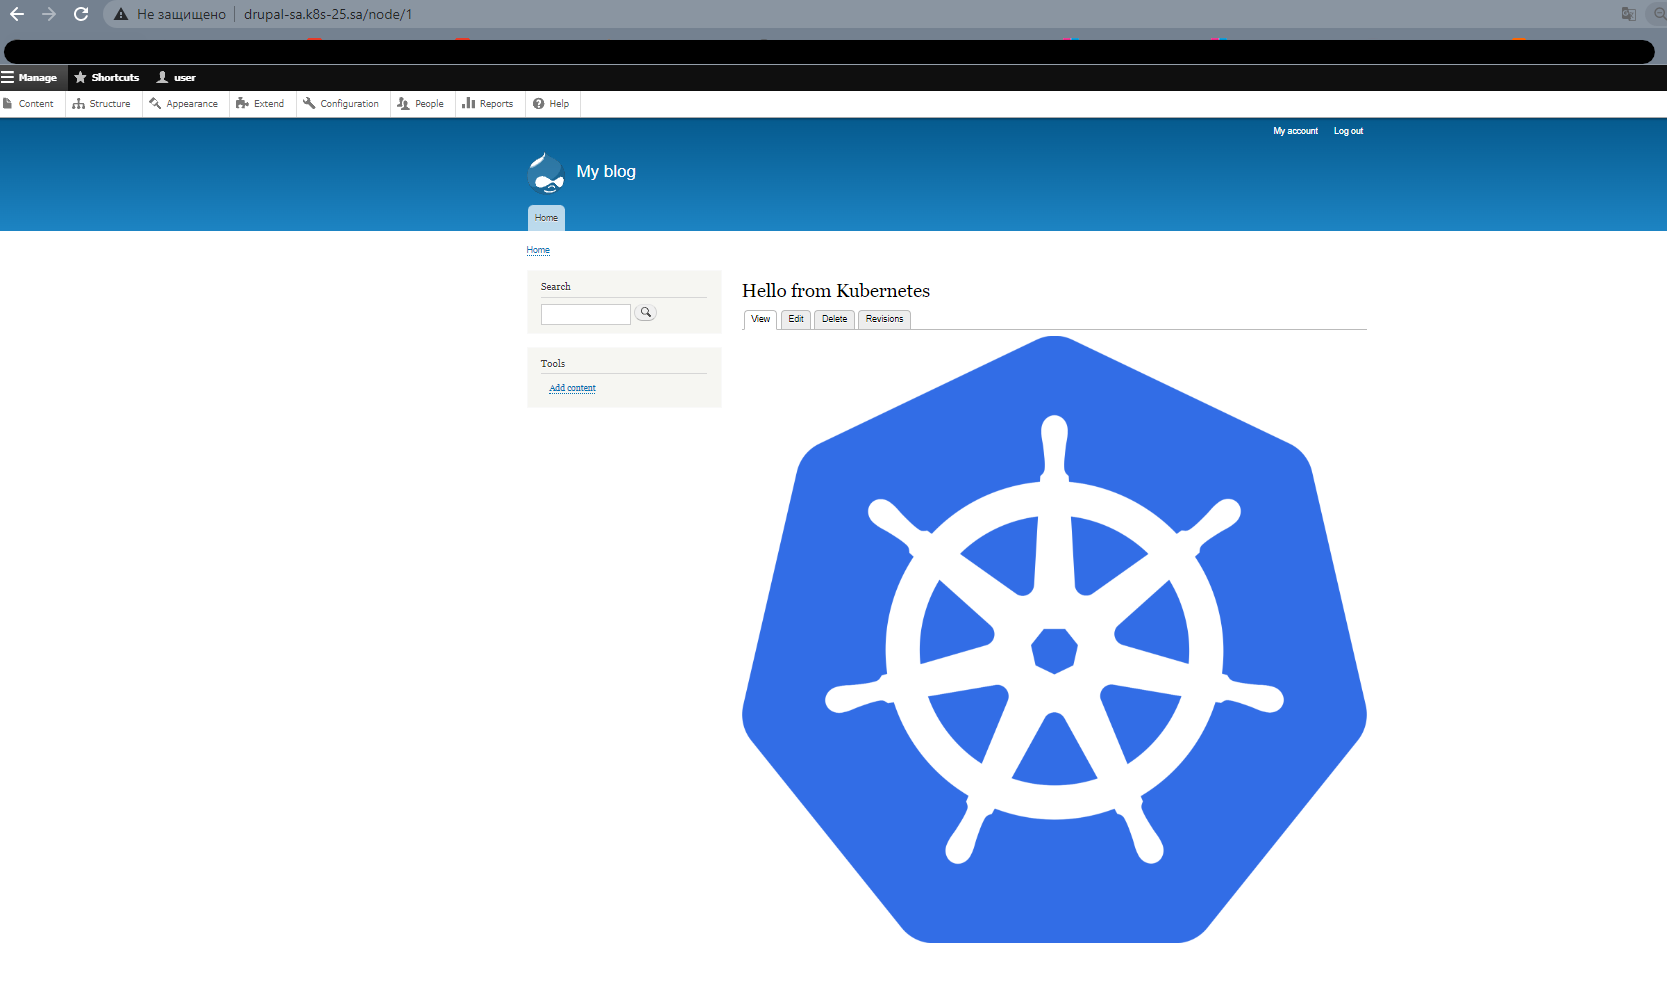 Не защищено drupal-sa.k8s-25.sa/node/1
Manage Shortcuts user
Content Structure Appearance Extend Configuration People Reports Help
My account Log out
My blog
Home
Home
Search
Hello from Kubernetes
View Edit Delete Revisions
Tools
Add content